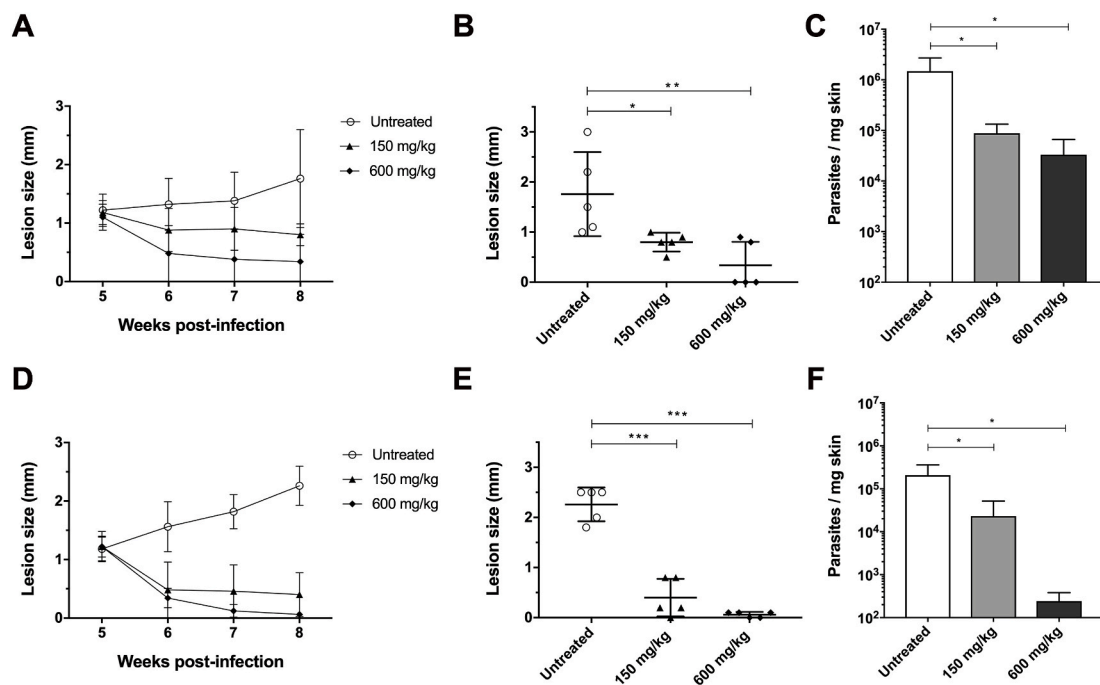 A
Lesion size (mm)
3
2
1
0
5 6 7 8
Weeks post-infection
Untreated
150 mg/kg
600 mg/kg
B
Lesion size (mm)
3
2
1
0
**
*
Untreated
150 mg/kg
600 mg/kg
C
Parasites / mg skin
10⁷
10⁶
10⁵
10⁴
10³
10²
*
*
Untreated
150 mg/kg
600 mg/kg
D
Lesion size (mm)
3
2
1
0
5 6 7 8
Weeks post-infection
Untreated
150 mg/kg
600 mg/kg
E
Lesion size (mm)
4
3
2
1
0
***
***
Untreated
150 mg/kg
600 mg/kg
F
Parasites / mg skin
10⁷
10⁶
10⁵
10⁴
10³
10²
*
*
Untreated
150 mg/kg
600 mg/kg